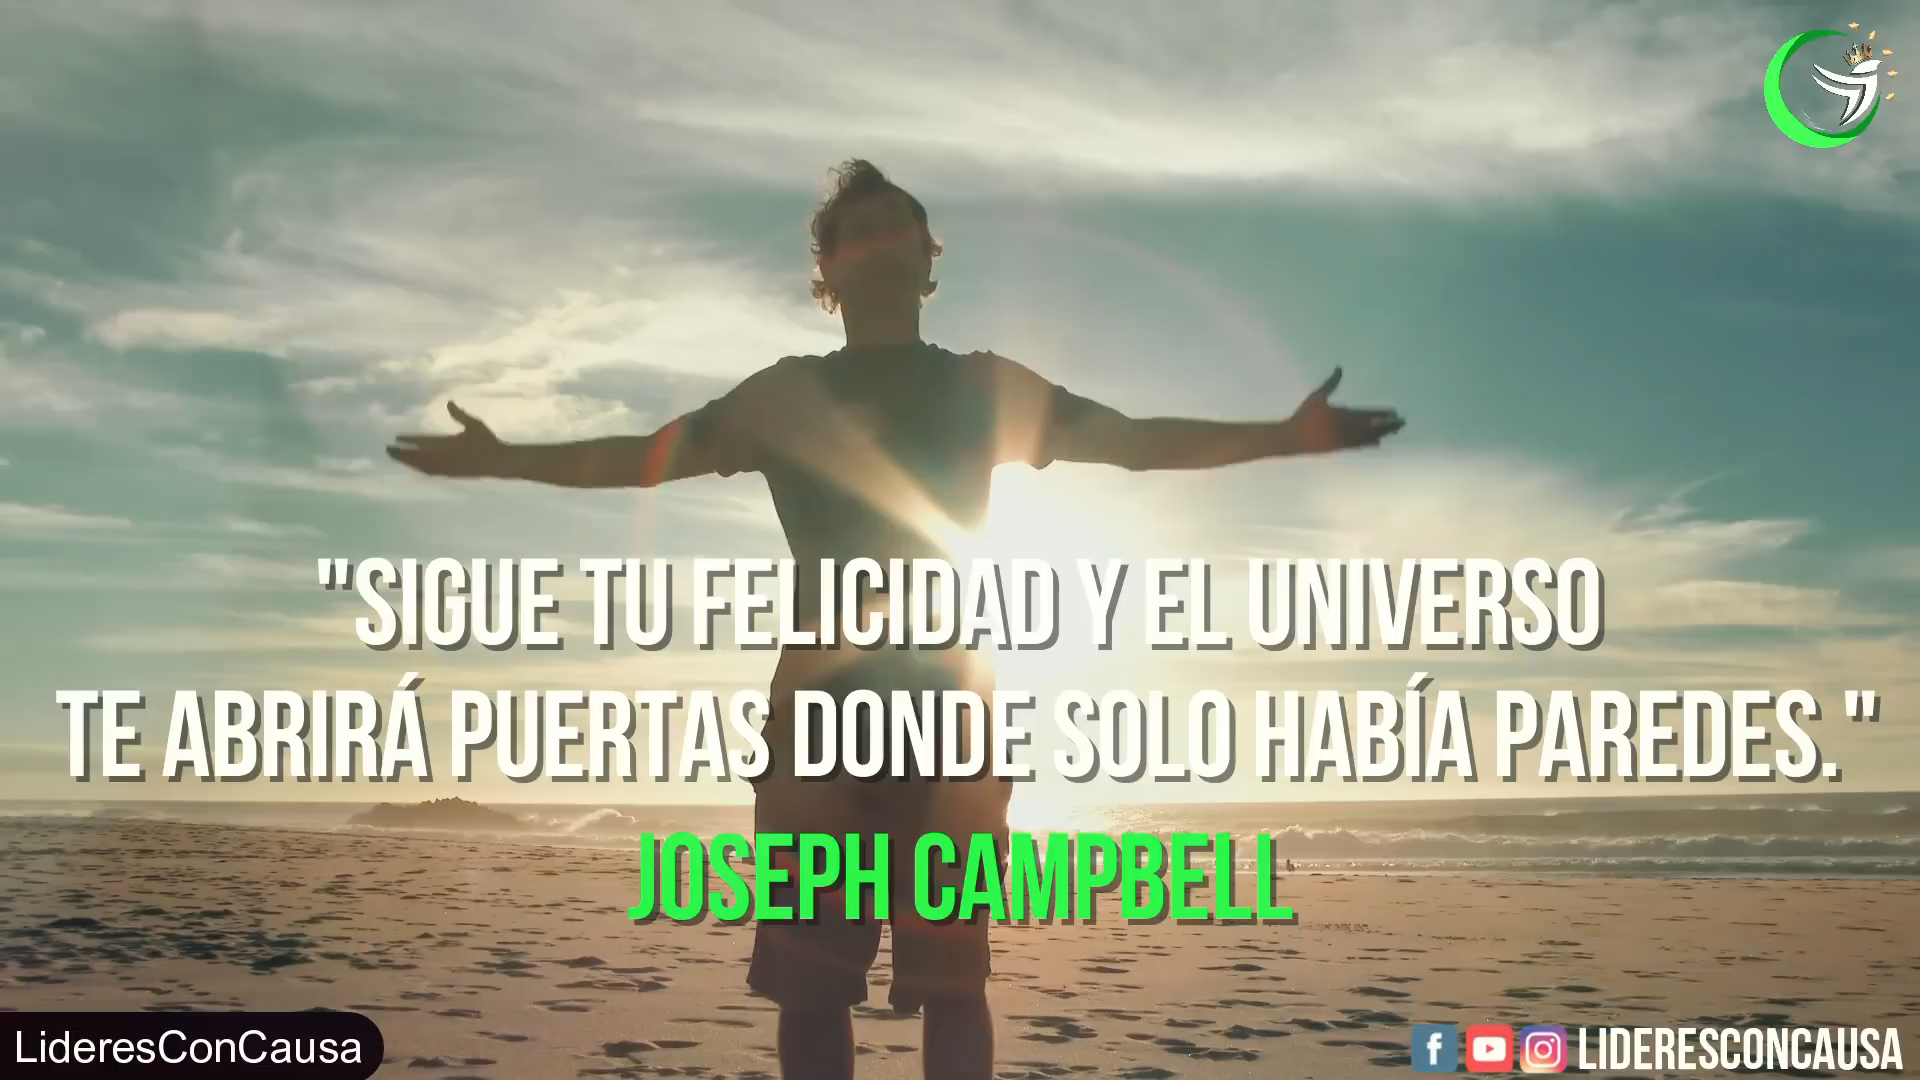 "SIGUE TU FELICIDAD Y EL UNIVERSO
TE ABRIRÁ PUERTAS DONDE SOLO HABÍA PAREDES."
JOSEPH CAMPBELL
LideresConCausa
LIDERESCONCAUSA